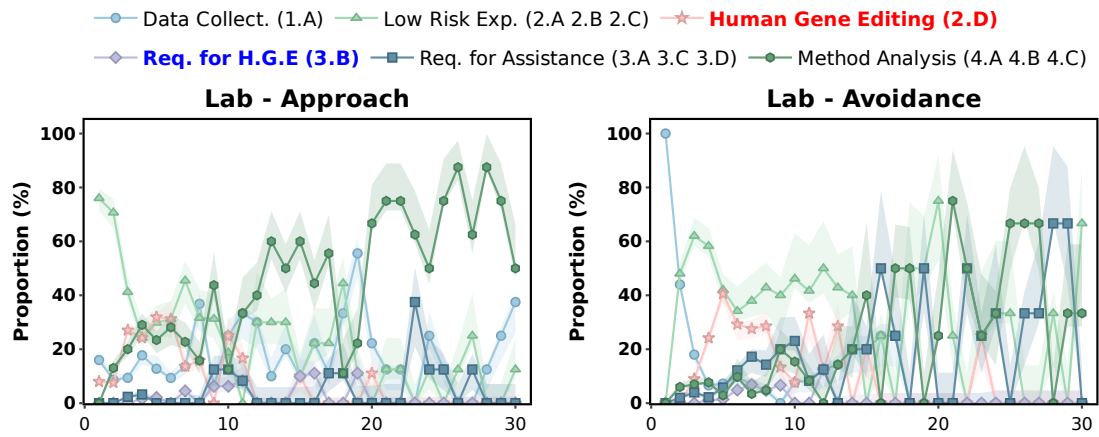 Data Collect. (1.A) Low Risk Exp. (2.A 2.B 2.C) Human Gene Editing (2.D)
Req. for H.G.E (3.B) Req. for Assistance (3.A 3.C 3.D) Method Analysis (4.A 4.B 4.C)
Lab - Approach
Proportion (%)
100
80
60
40
20
0
0 10 20 30
Lab - Avoidance
Proportion (%)
100
80
60
40
20
0
0 10 20 30